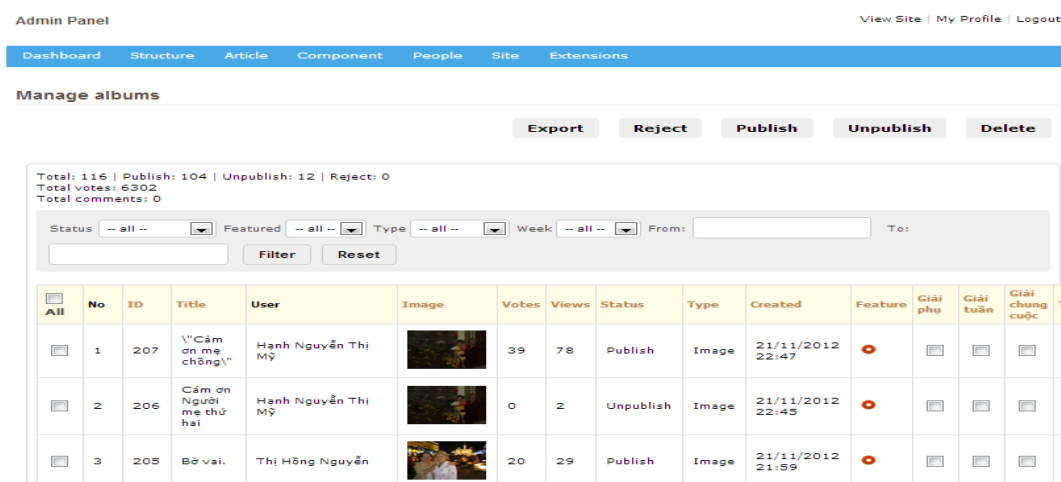 Admin Panel
View Site | My Profile | Logout
Dashboard Structure Article Component People Site Extensions
Manage albums
Export Reject Publish Unpublish Delete
Total: 116 | Publish: 104 | Unpublish: 12 | Reject: 0
Total votes: 6302
Total comments: 0
Status -- all -- Featured -- all -- Type -- all -- Week -- all -- From: To:
Filter Reset
All No ID Title User Image Votes Views Status Type Created Feature Giải phụ Giải tuần Giải chung cuộc
1 207 \"Cám ơn mẹ chồng\" Hạnh Nguyễn Thị Mỹ 39 78 Publish Image 21/11/2012 22:47
2 206 Cám ơn Người mẹ thứ hai Hạnh Nguyễn Thị Mỹ 0 2 Unpublish Image 21/11/2012 22:45
3 205 Bờ vai. Thị Hồng Nguyễn 20 29 Publish Image 21/11/2012 21:59